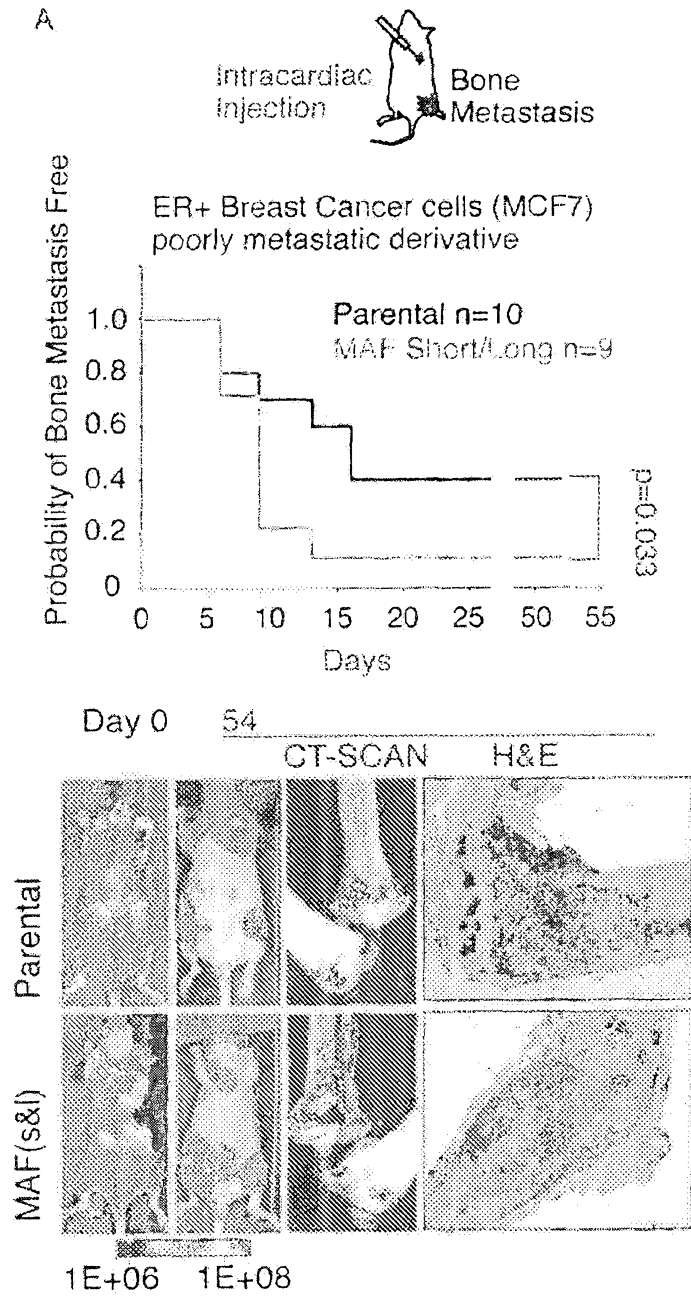 A
Intracardiac
Injection
Bone
Metastasis
ER+ Breast Cancer cells (MCF7)
poorly metastatic derivative
Probability of Bone Metastasis Free
1.0
0.8
0.6
0.4
0.2
0
Parental n=10
MAF Short/Long n=9
p=0.033
0 5 10 15 20 25 50 55
Days
Day 0 54
CT-SCAN H&E
Parental
MAF(s&l)
1E+06 1E+08